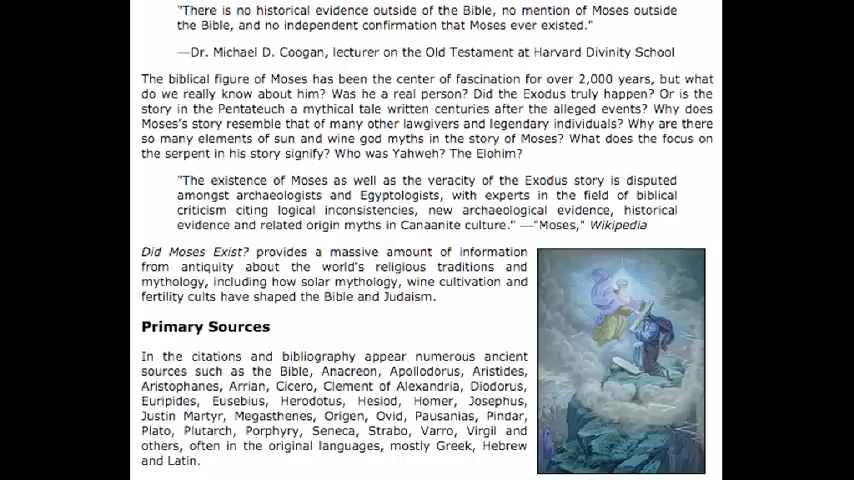 "There is no historical evidence outside of the Bible, no mention of Moses outside
the Bible, and no independent confirmation that Moses ever existed."
—Dr. Michael D. Coogan, lecturer on the Old Testament at Harvard Divinity School
The biblical figure of Moses has been the center of fascination for over 2,000 years, but what
do we really know about him? Was he a real person? Did the Exodus truly happen? Or is the
story in the Pentateuch a mythical tale written centuries after the alleged events? Why does
Moses's story resemble that of many other lawgivers and legendary individuals? Why are there
so many elements of sun and wine god myths in the story of Moses? What does the focus on
the serpent in his story signify? Who was Yahweh? The Elohim?
"The existence of Moses as well as the veracity of the Exodus story is disputed
amongst archaeologists and Egyptologists, with experts in the field of biblical
criticism citing logical inconsistencies, new archaeological evidence, historical
evidence and related origin myths in Canaanite culture." —"Moses," Wikipedia
Did Moses Exist? provides a massive amount of information
from antiquity about the world's religious traditions and
mythology, including how solar mythology, wine cultivation and
fertility cults have shaped the Bible and Judaism.
Primary Sources
In the citations and bibliography appear numerous ancient
sources such as the Bible, Anacreon, Apollodorus, Aristides,
Aristophanes, Arrian, Cicero, Clement of Alexandria, Diodorus,
Euripides, Eusebius, Herodotus, Hesiod, Homer, Josephus,
Justin Martyr, Megasthenes, Origen, Ovid, Pausanias, Pindar,
Plato, Plutarch, Porphyry, Seneca, Strabo, Varro, Virgil and
others, often in the original languages, mostly Greek, Hebrew
and Latin.